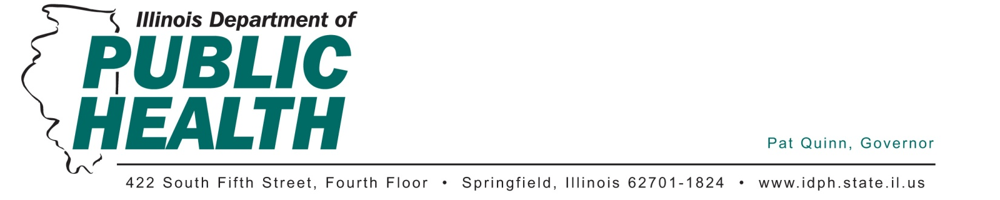 Illinois Department of
PUBLIC
HEALTH
Pat Quinn, Governor
422 South Fifth Street, Fourth Floor • Springfield, Illinois 62701-1824 • www.idph.state.il.us